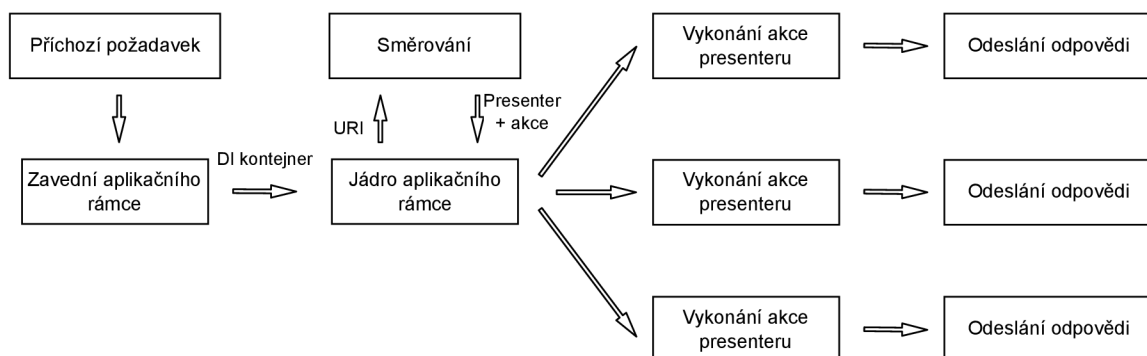 Příchozí požadavek
Směrování
Vykonání akce
presenteru
Odeslání odpovědi
URI
Presenter
+ akce
Zavední aplikačního
rámce
DI kontejner
Jádro aplikačního
rámce
Vykonání akce
presenteru
Odeslání odpovědi
Vykonání akce
presenteru
Odeslání odpovědi